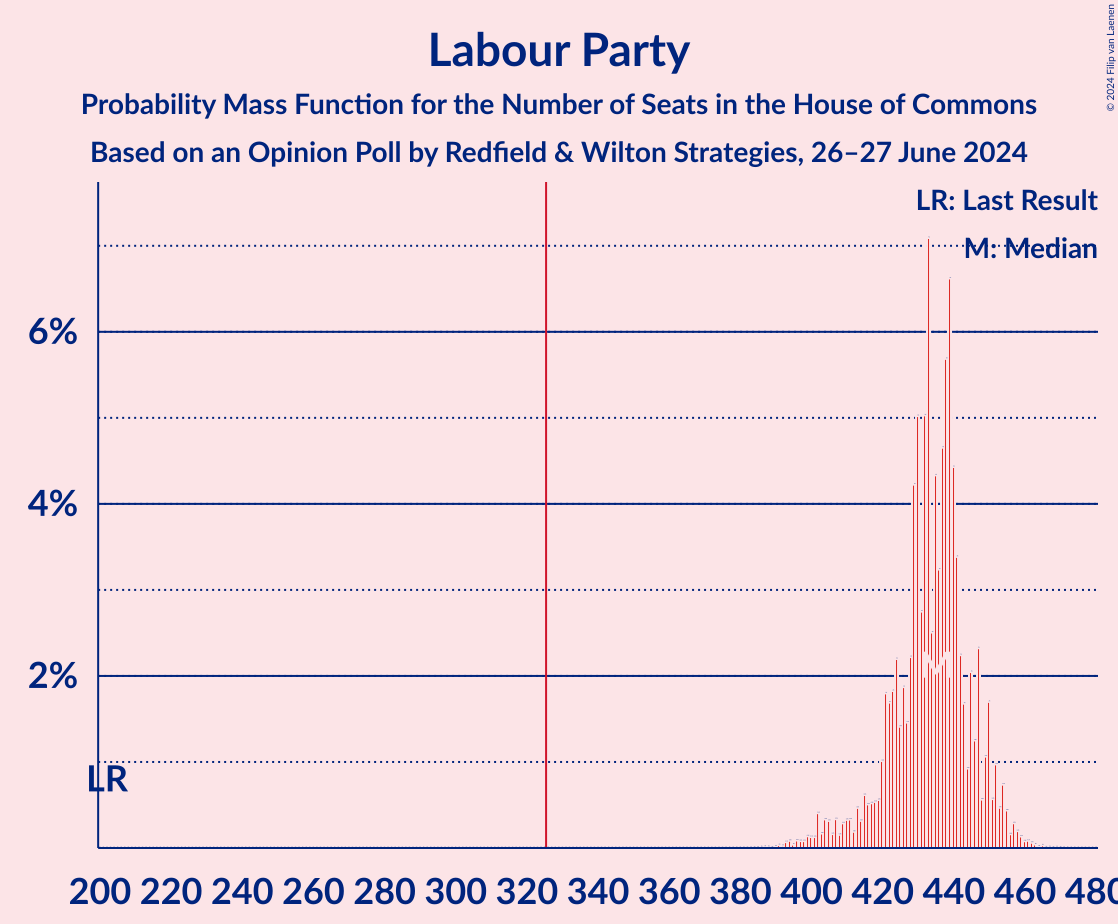 Labour Party
Probability Mass Function for the Number of Seats in the House of Commons
Based on an Opinion Poll by Redfield & Wilton Strategies, 26–27 June 2024
© 2024 Filip van Laenen
LR: Last Result
M: Median
6%
4%
2%
M
LR
200 220 240 260 280 300 320 340 360 380 400 420 440 460 480